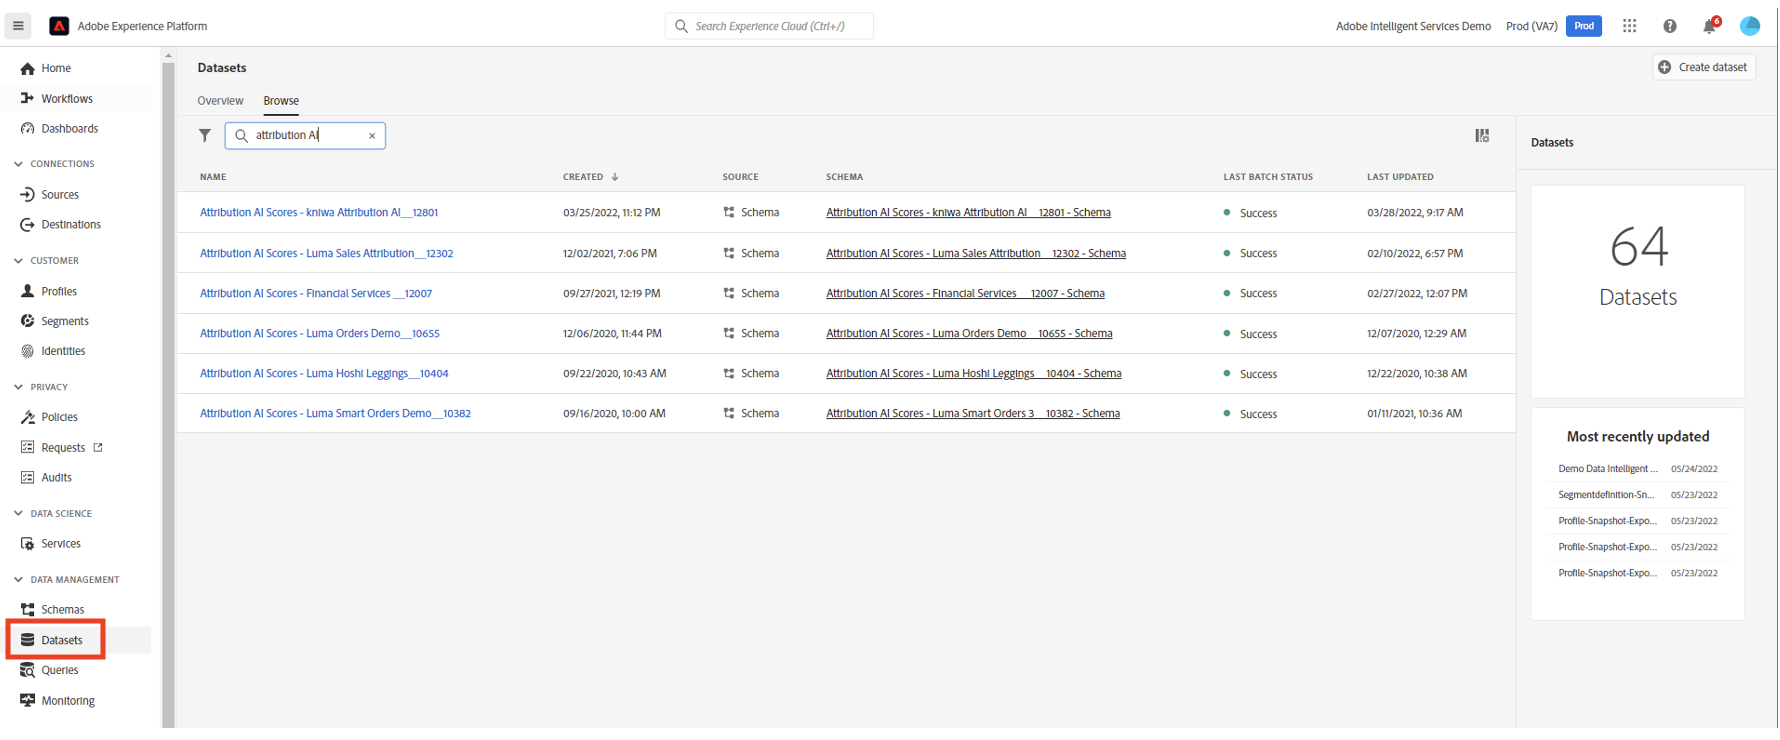 Adobe Experience Platform
Search Experience Cloud (Ctrl+/)
Adobe Intelligent Services Demo Prod (VA7) Prod
6
Home
Workflows
Dashboards
CONNECTIONS
Sources
Destinations
CUSTOMER
Profiles
Segments
Identities
PRIVACY
Policies
Requests
Audits
DATA SCIENCE
Services
DATA MANAGEMENT
Schemas
Datasets
Queries
Monitoring
Datasets
Create dataset
Overview Browse
attribution AI
NAME CREATED SOURCE SCHEMA LAST BATCH STATUS LAST UPDATED
Attribution AI Scores - kniwa Attribution AI__12801 03/25/2022, 11:12 PM Schema Attribution AI Scores - kniwa Attribution AI__12801 - Schema Success 03/28/2022, 9:17 AM
Attribution AI Scores - Luma Sales Attribution__12302 12/02/2021, 7:06 PM Schema Attribution AI Scores - Luma Sales Attribution__12302 - Schema Success 02/10/2022, 6:57 PM
Attribution AI Scores - Financial Services __12007 09/27/2021, 12:19 PM Schema Attribution AI Scores - Financial Services __12007 - Schema Success 02/27/2022, 12:07 PM
Attribution AI Scores - Luma Orders Demo__10655 12/06/2020, 11:44 PM Schema Attribution AI Scores - Luma Orders Demo__10655 - Schema Success 12/07/2020, 12:29 AM
Attribution AI Scores - Luma Hoshi Leggings__10404 09/22/2020, 10:43 AM Schema Attribution AI Scores - Luma Hoshi Leggings__10404 - Schema Success 12/22/2020, 10:38 AM
Attribution AI Scores - Luma Smart Orders Demo__10382 09/16/2020, 10:00 AM Schema Attribution AI Scores - Luma Smart Orders 3__10382 - Schema Success 01/11/2021, 10:36 AM
Datasets
64
Datasets
Most recently updated
Demo Data Intelligent ... 05/24/2022
Segmentdefinition-Sn... 05/23/2022
Profile-Snapshot-Expo... 05/23/2022
Profile-Snapshot-Expo... 05/23/2022
Profile-Snapshot-Expo... 05/23/2022